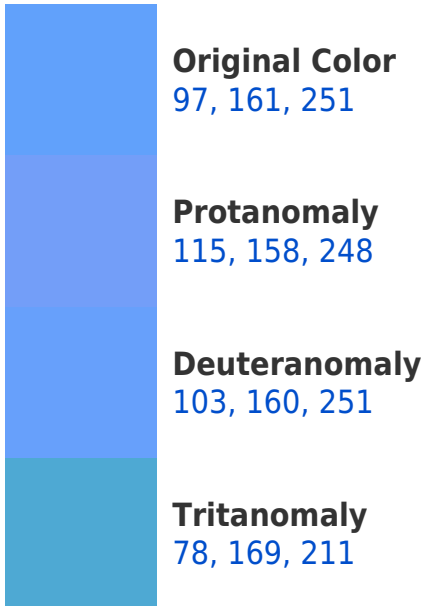 Original Color
97, 161, 251
Protanomaly
115, 158, 248
Deuteranomaly
103, 160, 251
Tritanomaly
78, 169, 211